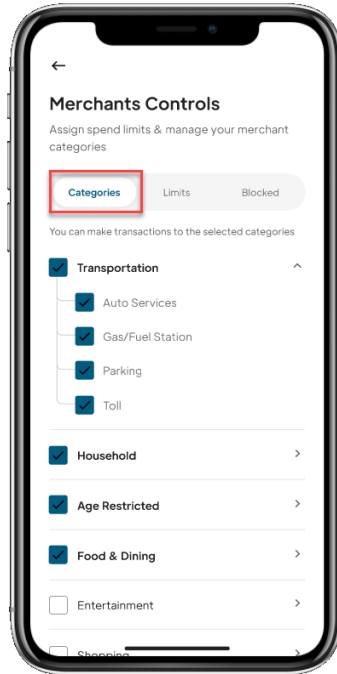 Merchants Controls
Assign spend limits & manage your merchant
categories
Categories Limits Blocked
You can make transactions to the selected categories
Transportation
Auto Services
Gas/Fuel Station
Parking
Toll
Household
Age Restricted
Food & Dining
Entertainment
Shopping